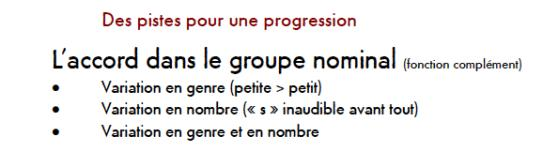 Des pistes pour une progression
L'accord dans le groupe nominal (fonction complément)
• Variation en genre (petite > petit)
• Variation en nombre (« s » inaudible avant tout)
• Variation en genre et en nombre